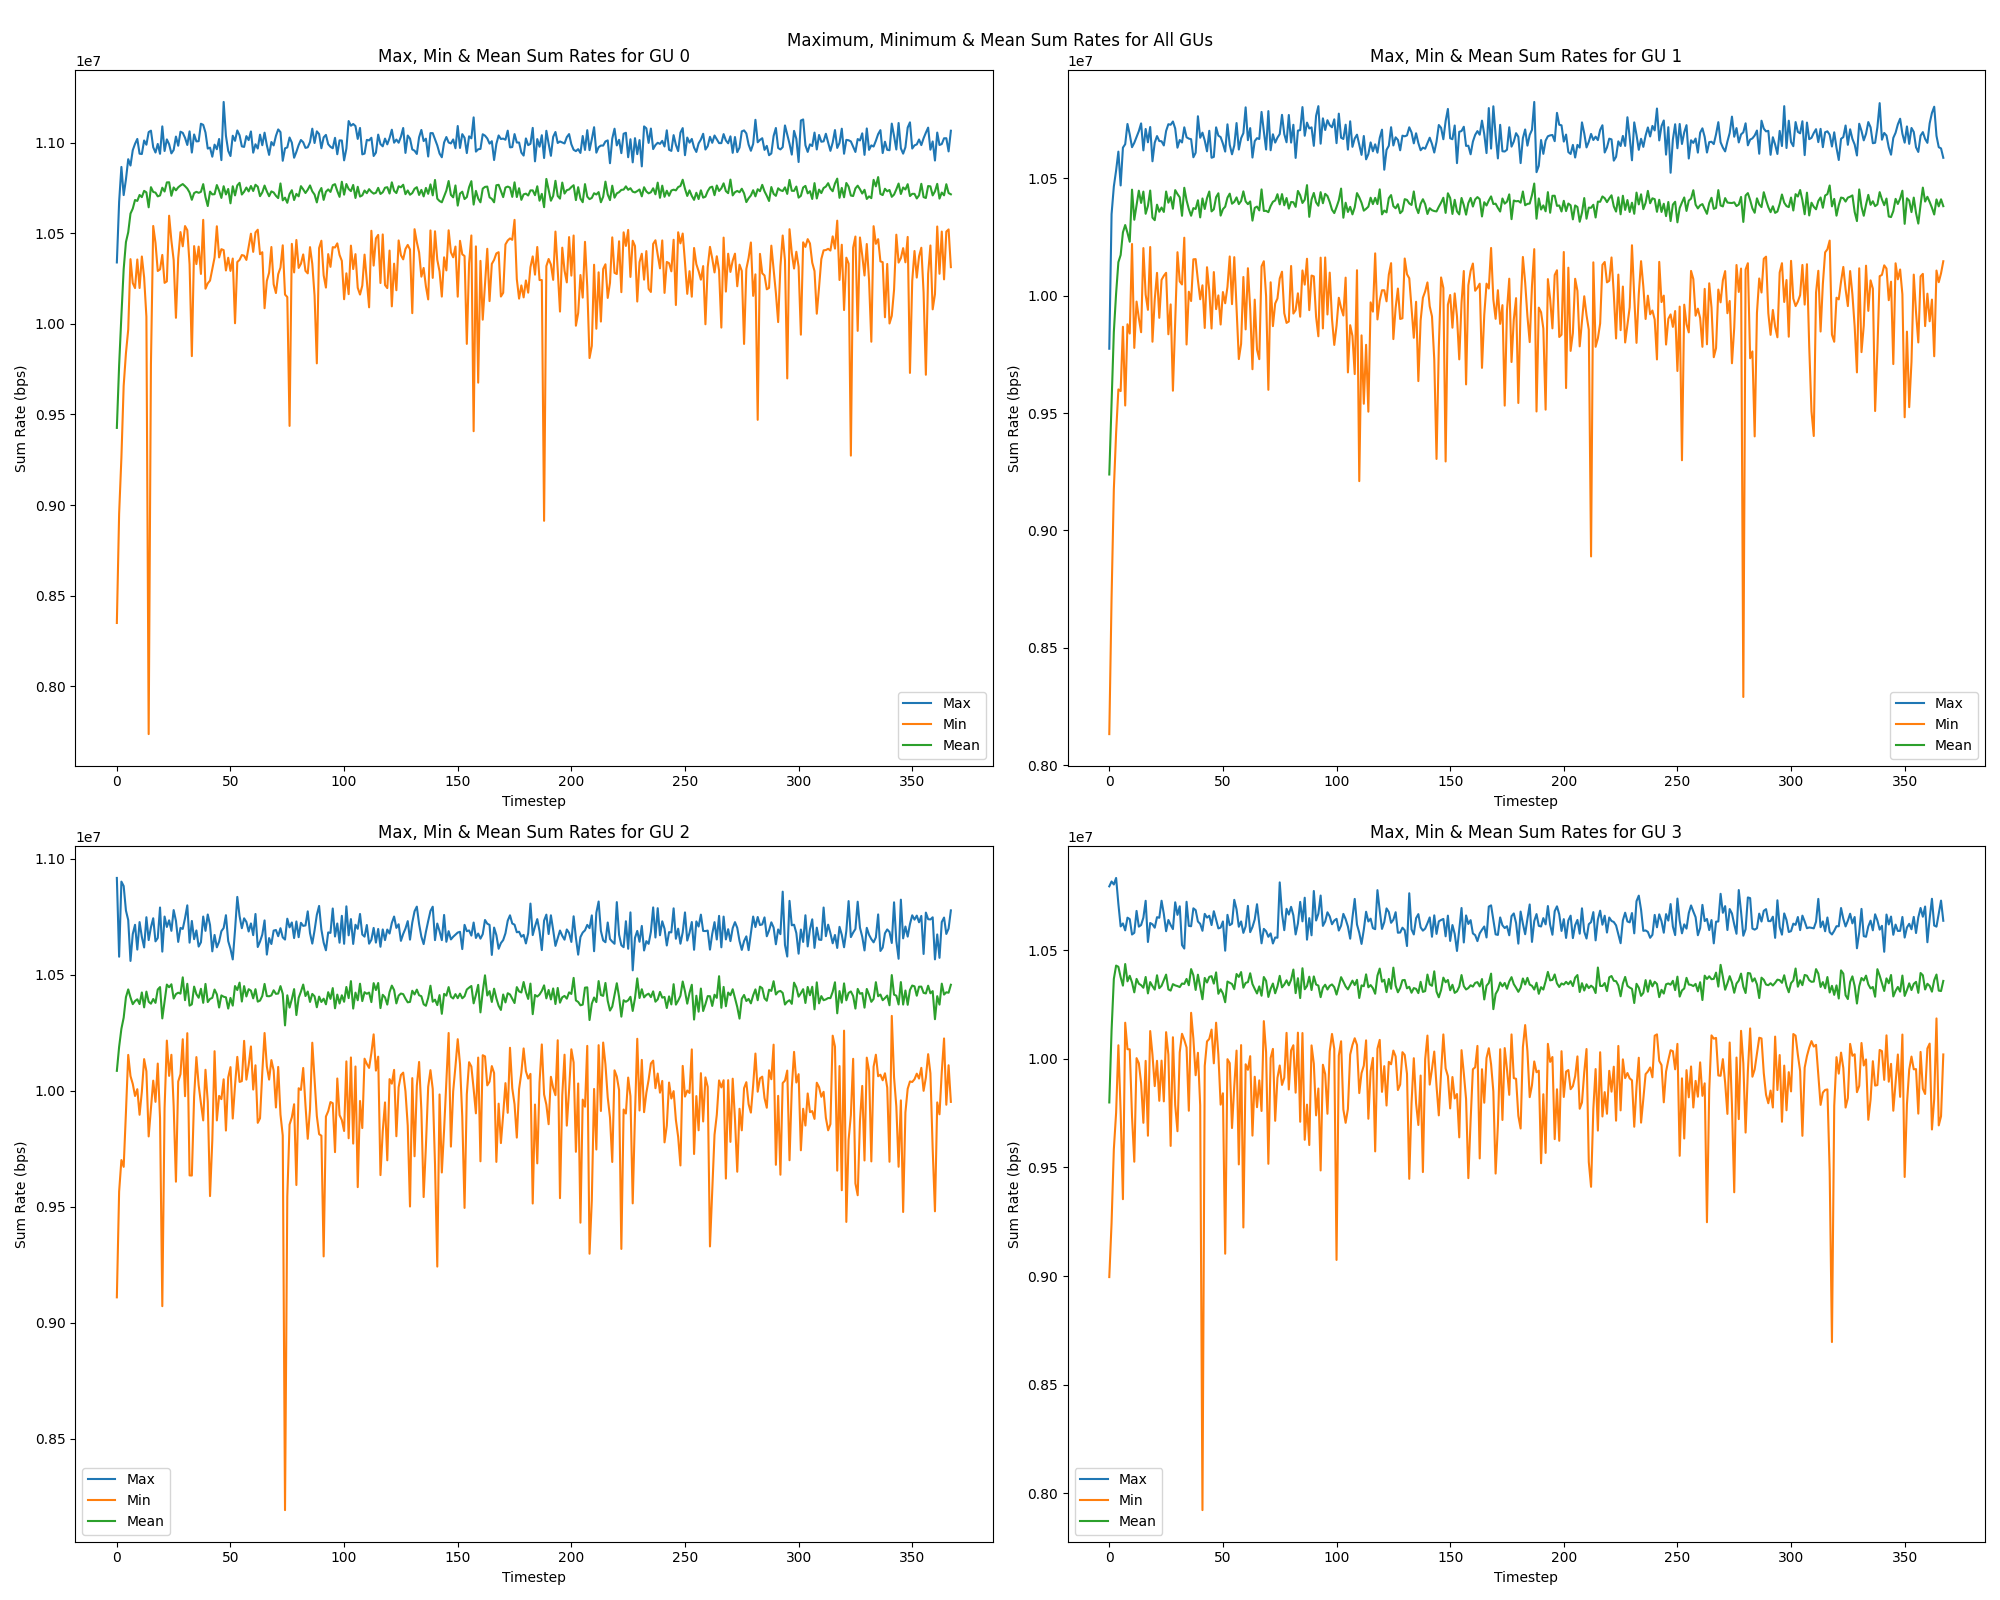 Maximum, Minimum & Mean Sum Rates for All GUs
Max, Min & Mean Sum Rates for GU 0
1e7
1.10
1.05
1.00
0.95
0.90
0.85
0.80
Sum Rate (bps)
Max
Min
Mean
0 50 100 150 200 250 300 350
Timestep
Max, Min & Mean Sum Rates for GU 1
1e7
1.05
1.00
0.95
0.90
0.85
0.80
Sum Rate (bps)
Max
Min
Mean
0 50 100 150 200 250 300 350
Timestep
Max, Min & Mean Sum Rates for GU 2
1e7
1.10
1.05
1.00
0.95
0.90
0.85
Sum Rate (bps)
Max
Min
Mean
0 50 100 150 200 250 300 350
Timestep
Max, Min & Mean Sum Rates for GU 3
1e7
1.05
1.00
0.95
0.90
0.85
0.80
Sum Rate (bps)
Max
Min
Mean
0 50 100 150 200 250 300 350
Timestep